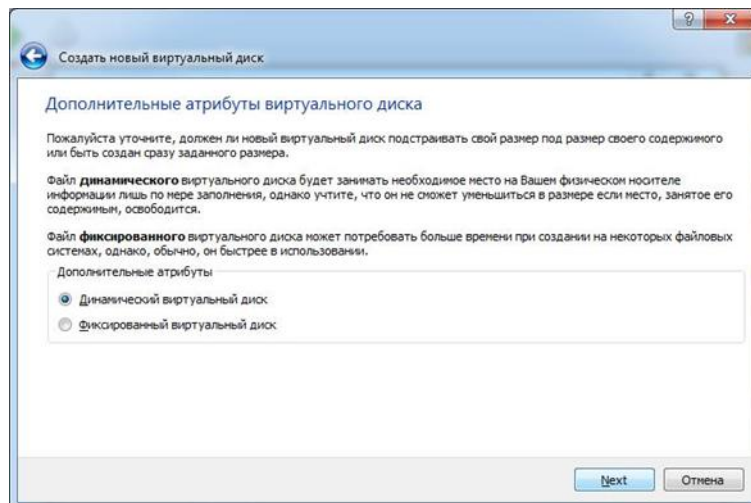 Создать новый виртуальный диск
Дополнительные атрибуты виртуального диска
Пожалуйста уточните, должен ли новый виртуальный диск подстраивать свой размер под размер своего содержимого
или быть создан сразу заданного размера.
Файл динамического виртуального диска будет занимать необходимое место на Вашем физическом носителе
информации лишь по мере заполнения, однако учтите, что он не сможет уменьшиться в размере если место, занятое его
содержимым, освободится.
Файл фиксированного виртуального диска может потребовать больше времени при создании на некоторых файловых
системах, однако, обычно, он быстрее в использовании.
Дополнительные атрибуты
Динамический виртуальный диск
Фиксированный виртуальный диск
Next Отмена